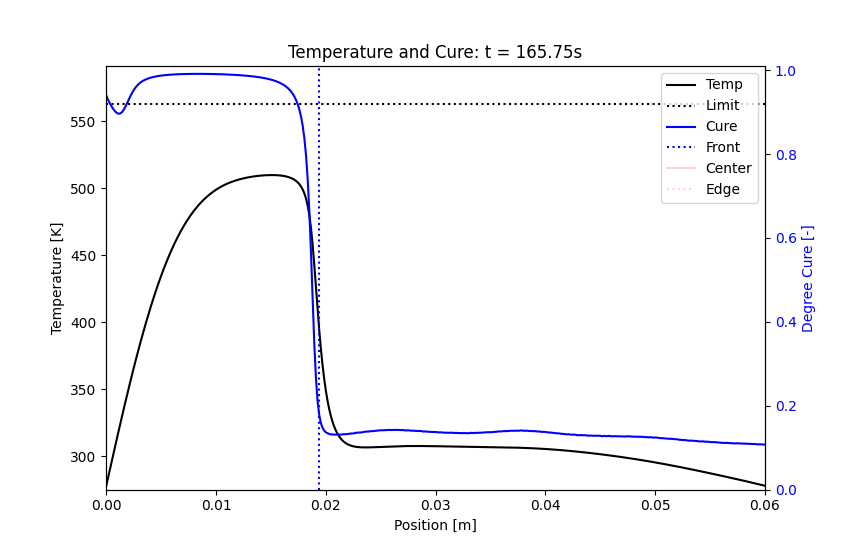 Temperature and Cure: t = 165.75s
Temperature [K]
550
500
450
400
350
300
0.00
0.01
0.02
0.03
0.04
0.05
0.06
Position [m]
1.0
0.8
0.6
0.4
0.2
0.0
Degree Cure [-]
Temp
Limit
Cure
Front
Center
Edge